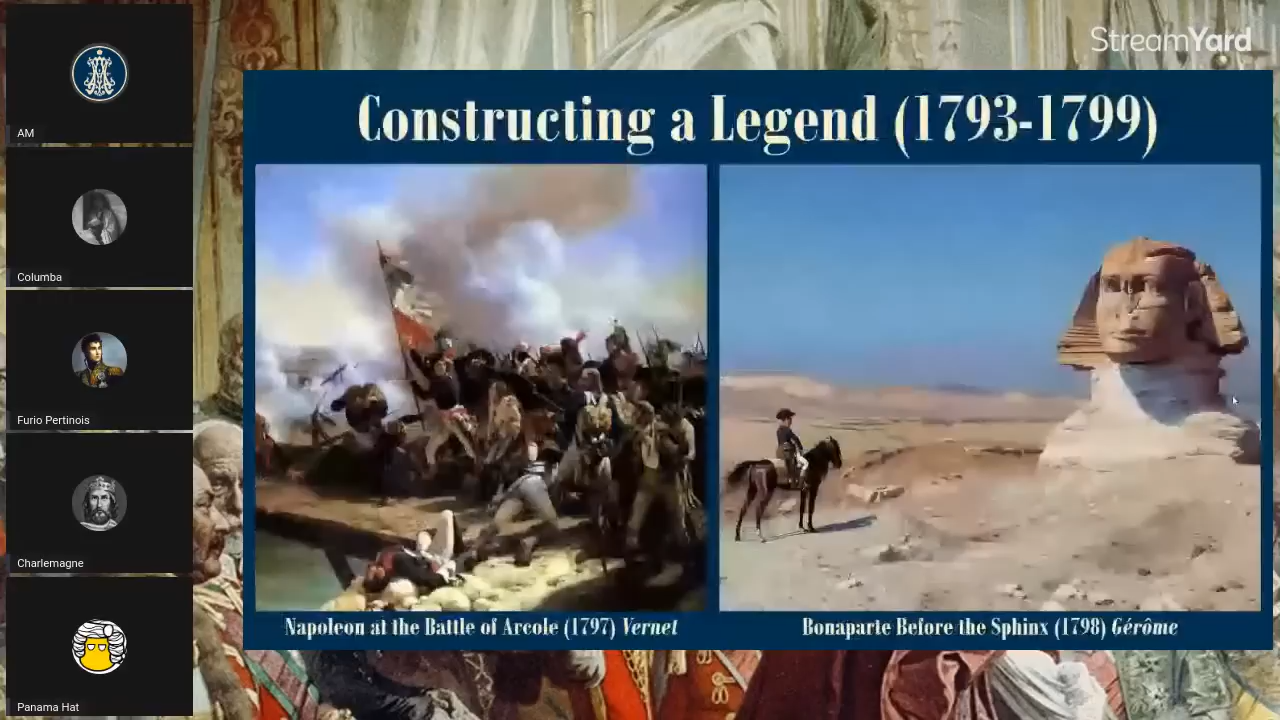 StreamYard
Constructing a Legend (1793-1799)
AM
Columba
Furio Pertinois
Charlemagne
Panama Hat
Napoleon at the Battle of Arcole (1797) Vernet
Bonaparte Before the Sphinx (1798) Gérôme